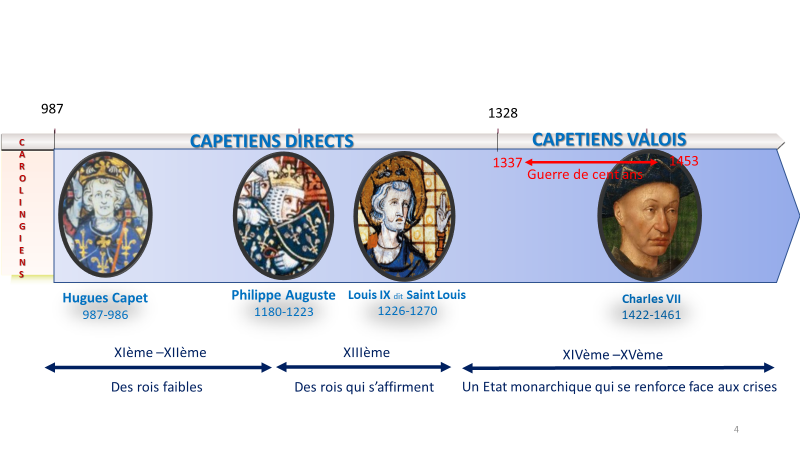 987
1328
CAPETIENS DIRECTS
CAPETIENS VALOIS
CAROLINGIENS
1337
1453
Guerre de cent ans
Hugues Capet
987-986
Philippe Auguste
1180-1223
Louis IX dit Saint Louis
1226-1270
Charles VII
1422-1461
XIème –XIIème
XIIIème
XIVème –XVème
Des rois faibles
Des rois qui s’affirment
Un Etat monarchique qui se renforce face aux crises
4